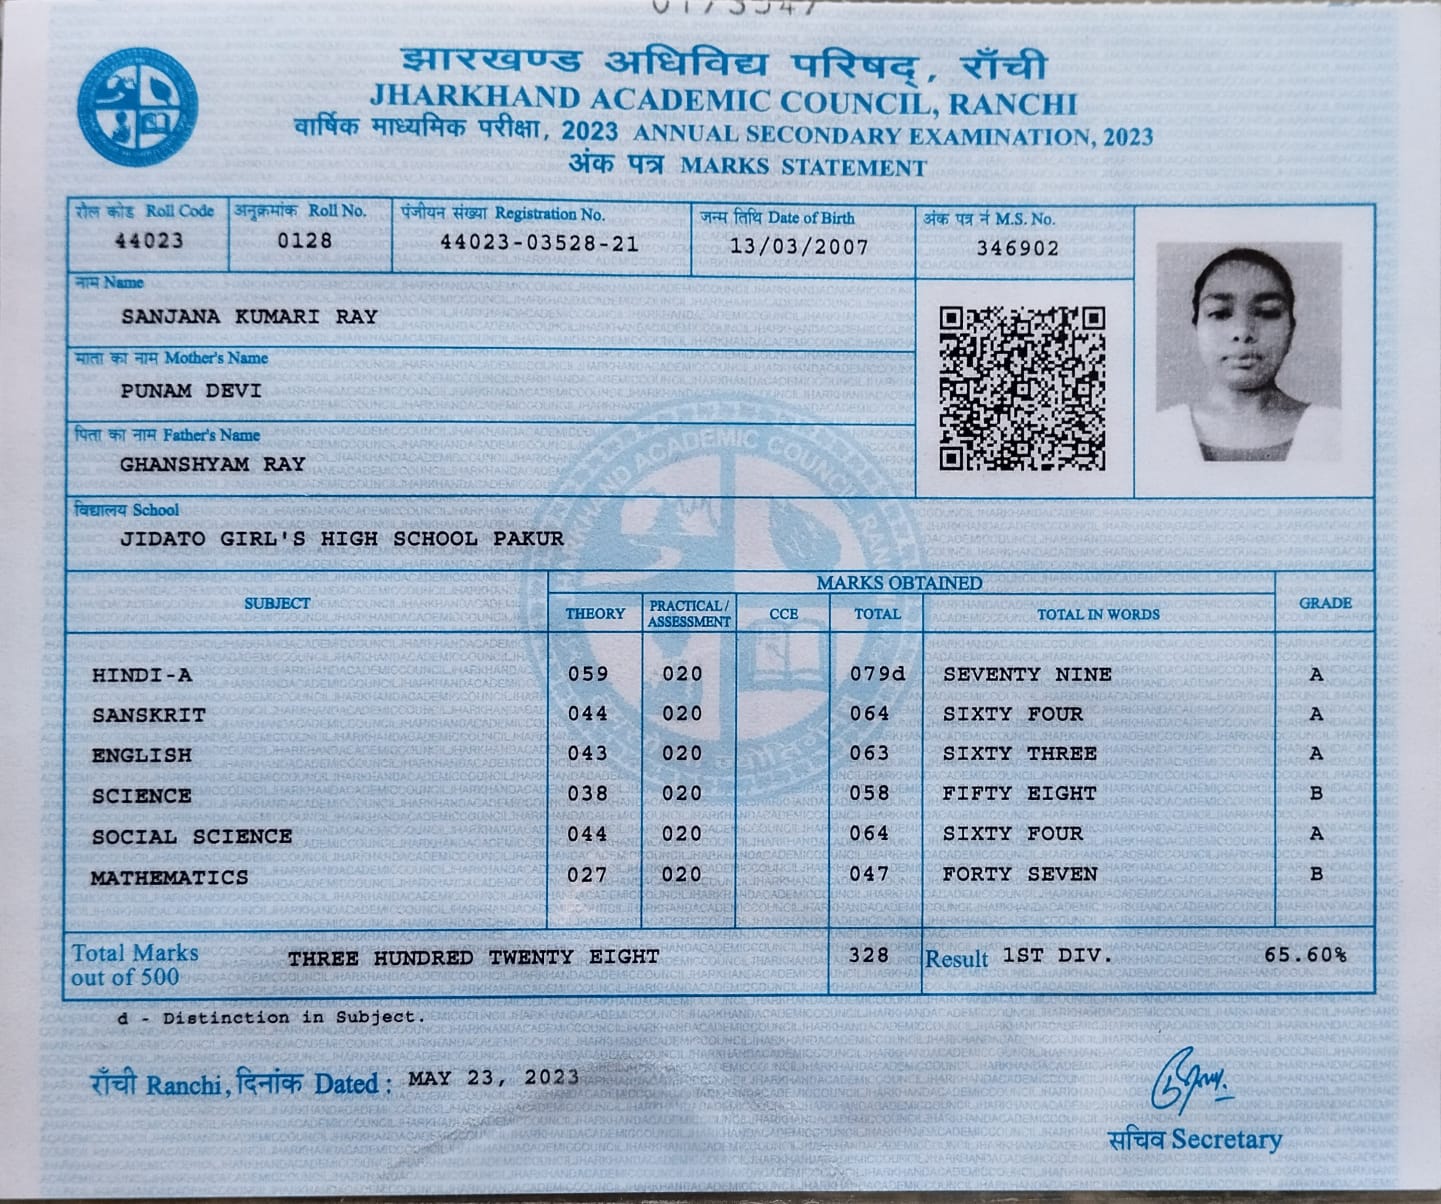 झारखण्ड अधिविद्य परिषद्, राँची
JHARKHAND ACADEMIC COUNCIL, RANCHI
वार्षिक माध्यमिक परीक्षा, 2023 ANNUAL SECONDARY EXAMINATION, 2023
अंक पत्र MARKS STATEMENT
रौल कोड Roll Code अनुक्रमांक Roll No. पंजीयन संख्या Registration No. जन्म तिथि Date of Birth अंक पत्र नं M.S. No.
44023 0128 44023-03528-21 13/03/2007 346902
नाम Name
SANJANA KUMARI RAY
माता का नाम Mother's Name
PUNAM DEVI
पिता का नाम Father's Name
GHANSHYAM RAY
विद्यालय School
JIDATO GIRL'S HIGH SCHOOL PAKUR
MARKS OBTAINED
SUBJECT THEORY PRACTICAL/ ASSESSMENT CCE TOTAL TOTAL IN WORDS GRADE
HINDI-A 059 020 079d SEVENTY NINE A
SANSKRIT 044 020 064 SIXTY FOUR A
ENGLISH 043 020 063 SIXTY THREE A
SCIENCE 038 020 058 FIFTY EIGHT B
SOCIAL SCIENCE 044 020 064 SIXTY FOUR A
MATHEMATICS 027 020 047 FORTY SEVEN B
Total Marks out of 500 THREE HUNDRED TWENTY EIGHT 328 Result 1ST DIV. 65.60%
d - Distinction in Subject.
राँची Ranchi, दिनांक Dated : MAY 23, 2023
सचिव Secretary